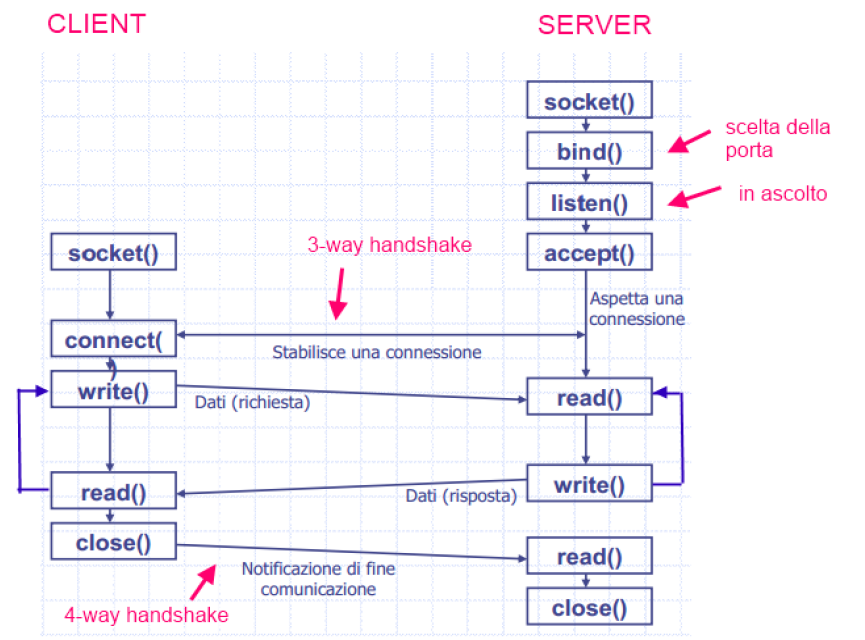 CLIENT
SERVER
socket()
bind()
scelta della
porta
listen()
in ascolto
accept()
socket()
3-way handshake
Aspetta una
connessione
connect(
)
Stabilisce una connessione
write()
Dati (richiesta)
read()
read()
Dati (risposta)
write()
close()
Notificazione di fine
comunicazione
read()
close()
4-way handshake